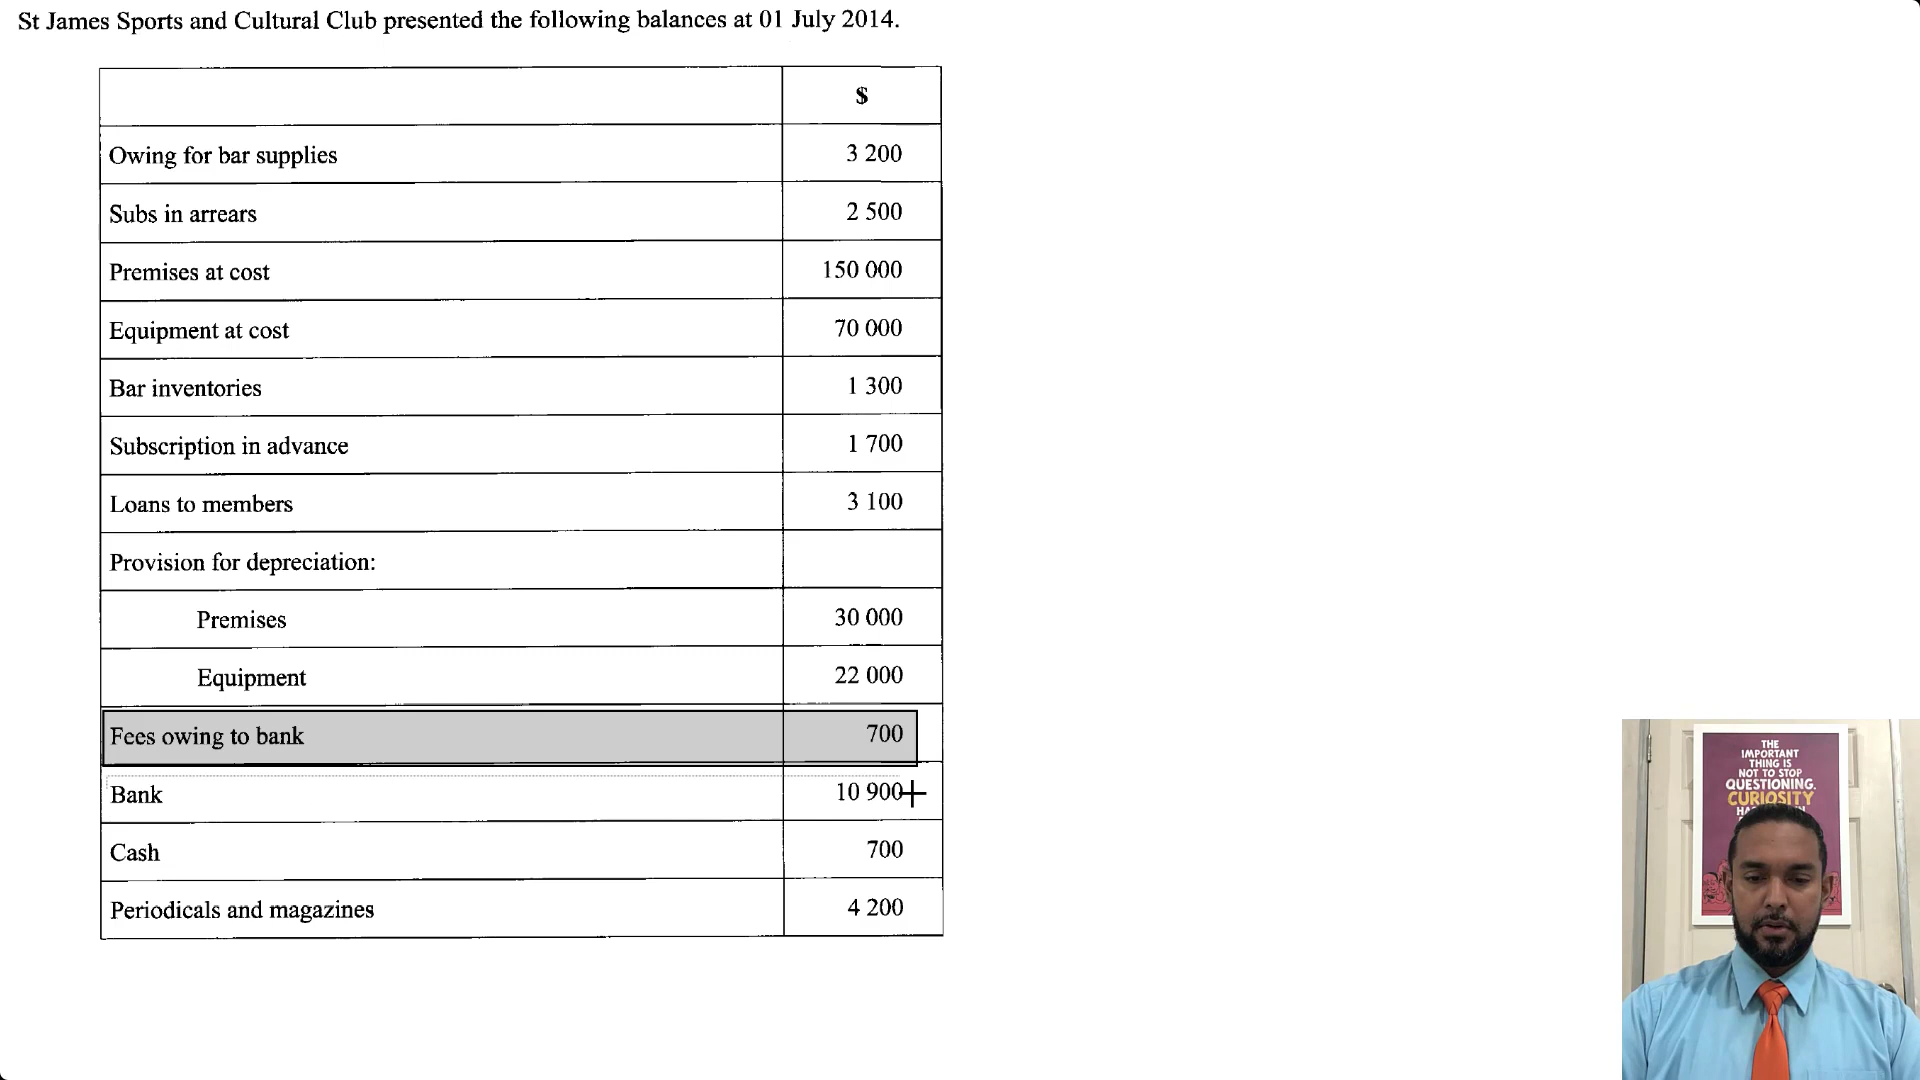 St James Sports and Cultural Club presented the following balances at 01 July 2014.
$
Owing for bar supplies 3 200
Subs in arrears 2 500
Premises at cost 150 000
Equipment at cost 70 000
Bar inventories 1 300
Subscription in advance 1 700
Loans to members 3 100
Provision for depreciation:
Premises 30 000
Equipment 22 000
Fees owing to bank 700
Bank 10 900
Cash 700
Periodicals and magazines 4 200
THE
IMPORTANT
THING IS
NOT TO STOP
QUESTIONING.
CURIOSITY